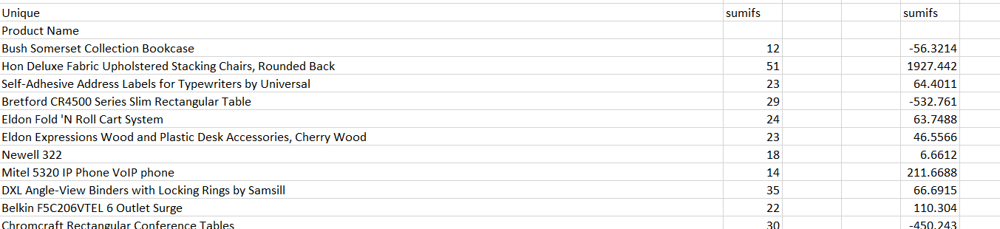 Unique sumifs sumifs
Product Name
Bush Somerset Collection Bookcase 12 -56.3214
Hon Deluxe Fabric Upholstered Stacking Chairs, Rounded Back 51 1927.442
Self-Adhesive Address Labels for Typewriters by Universal 23 64.4011
Bretford CR4500 Series Slim Rectangular Table 29 -532.761
Eldon Fold 'N Roll Cart System 24 63.7488
Eldon Expressions Wood and Plastic Desk Accessories, Cherry Wood 23 46.5566
Newell 322 18 6.6612
Mitel 5320 IP Phone VoIP phone 14 211.6688
DXL Angle-View Binders with Locking Rings by Samsill 35 66.6915
Belkin F5C206VTEL 6 Outlet Surge 22 110.304
Chromcraft Rectangular Conference Tables 30 -450.243